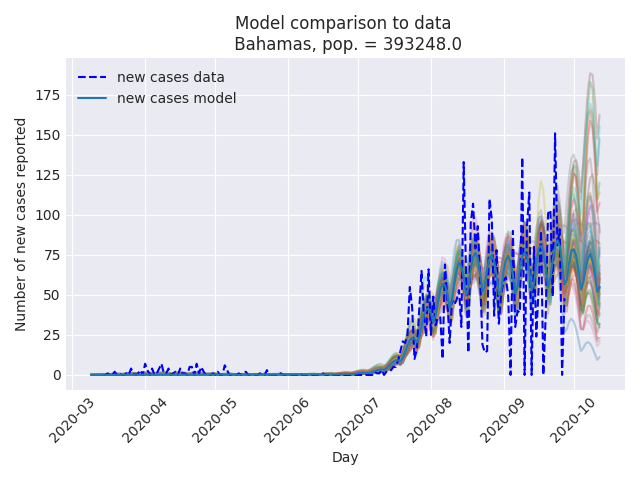 Model comparison to data
Bahamas, pop. = 393248.0
new cases data
new cases model
Number of new cases reported
175
150
125
100
75
50
25
0
2020-03
2020-04
2020-05
2020-06
2020-07
2020-08
2020-09
2020-10
Day